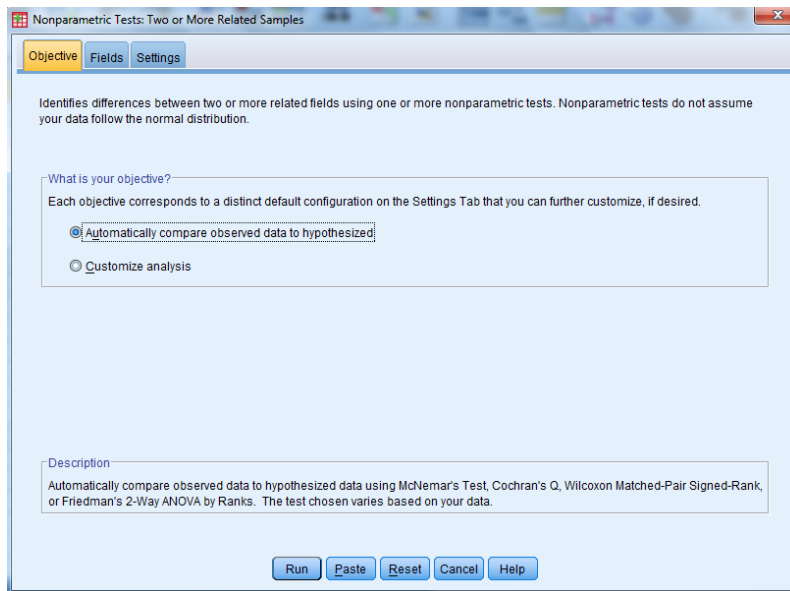 Nonparametric Tests: Two or More Related Samples
Objective Fields Settings
Identifies differences between two or more related fields using one or more nonparametric tests. Nonparametric tests do not assume
your data follow the normal distribution.
What is your objective?
Each objective corresponds to a distinct default configuration on the Settings Tab that you can further customize, if desired.
Automatically compare observed data to hypothesized
Customize analysis
Description
Automatically compare observed data to hypothesized data using McNemar's Test, Cochran's Q, Wilcoxon Matched-Pair Signed-Rank,
or Friedman's 2-Way ANOVA by Ranks. The test chosen varies based on your data.
Run Paste Reset Cancel Help